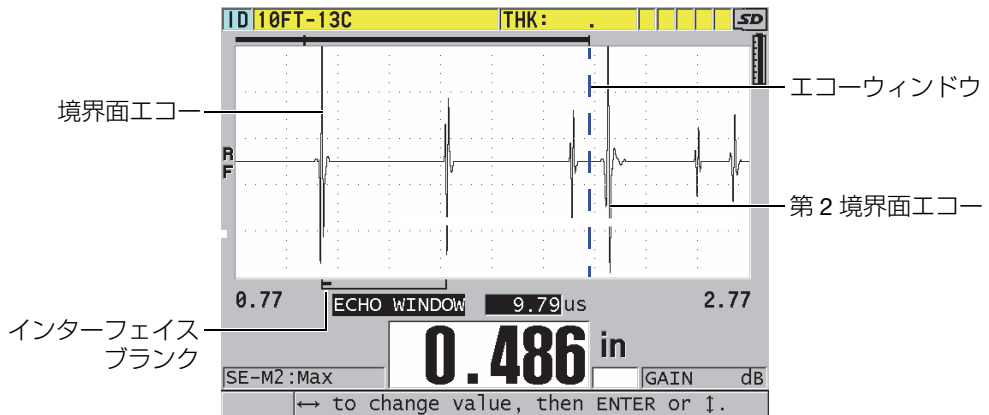 ID 10FT-13C THK: . SD
境界面エコー
エコーウィンドウ
RF
第 2 境界面エコー
0.77 2.77
ECHO WINDOW 9.79us
インターフェイス
ブランク
0.486 in
SE-M2:Max GAIN dB
↔ to change value, then ENTER or ↕.